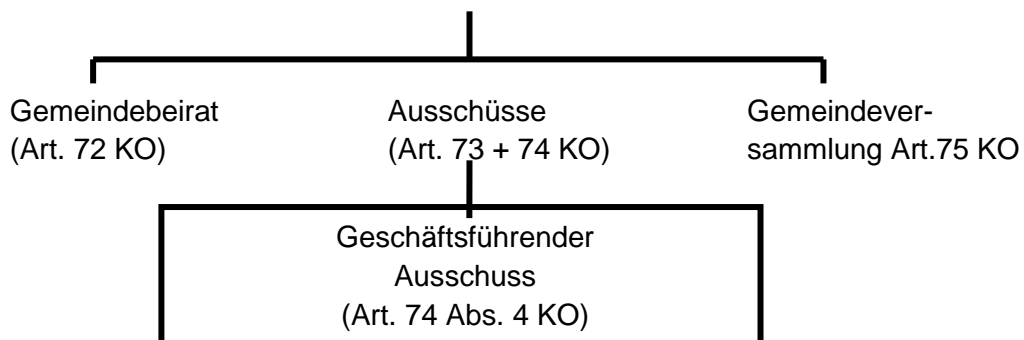 Gemeindebeirat
(Art. 72 KO)
Ausschüsse
(Art. 73 + 74 KO)
Gemeindever-
sammlung Art.75 KO
Geschäftsführender
Ausschuss
(Art. 74 Abs. 4 KO)